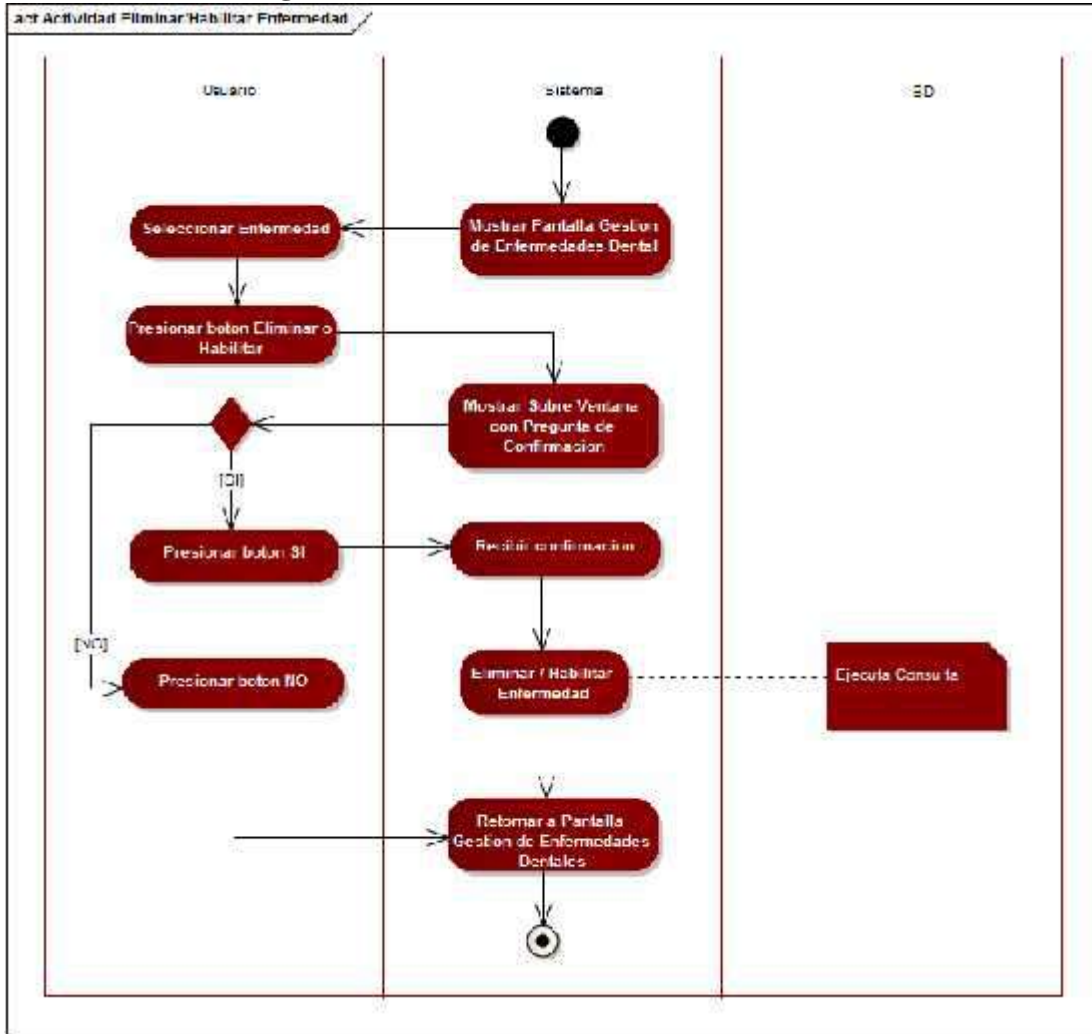 act Actividad Eliminar/Habilitar Enfermedad
Usuario
Sistema
BD
Mostrar Pantalla Gestion
de Enfermedades Dental
Seleccionar Enfermedad
Presionar boton Eliminar o
Habilitar
Mostrar Sobre Ventana
con Pregunta de
Confirmacion
[SI]
Presionar boton SI
Recibir confirmacion
[NO]
Presionar boton NO
Eliminar / Habilitar
Enfermedad
Ejecuta Consulta
Retornar a Pantalla
Gestion de Enfermedades
Dentales